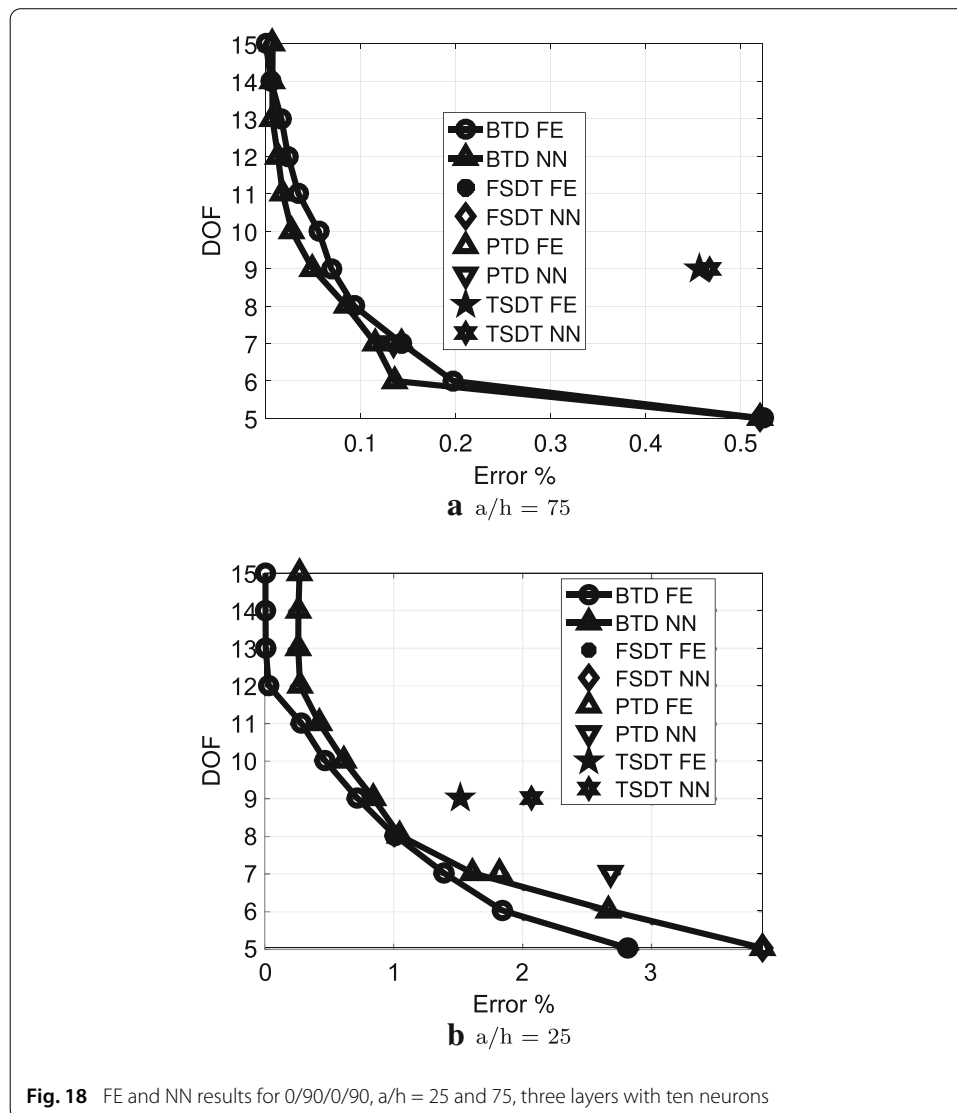 15
14
13
12
11
10
9
8
7
6
5
DOF
BTD FE
BTD NN
FSDT FE
FSDT NN
PTD FE
PTD NN
TSDT FE
TSDT NN
0.1 0.2 0.3 0.4 0.5
Error %
a a/h = 75
15
14
13
12
11
10
9
8
7
6
5
DOF
BTD FE
BTD NN
FSDT FE
FSDT NN
PTD FE
PTD NN
TSDT FE
TSDT NN
0 1 2 3
Error %
b a/h = 25
Fig. 18 FE and NN results for 0/90/0/90, a/h = 25 and 75, three layers with ten neurons